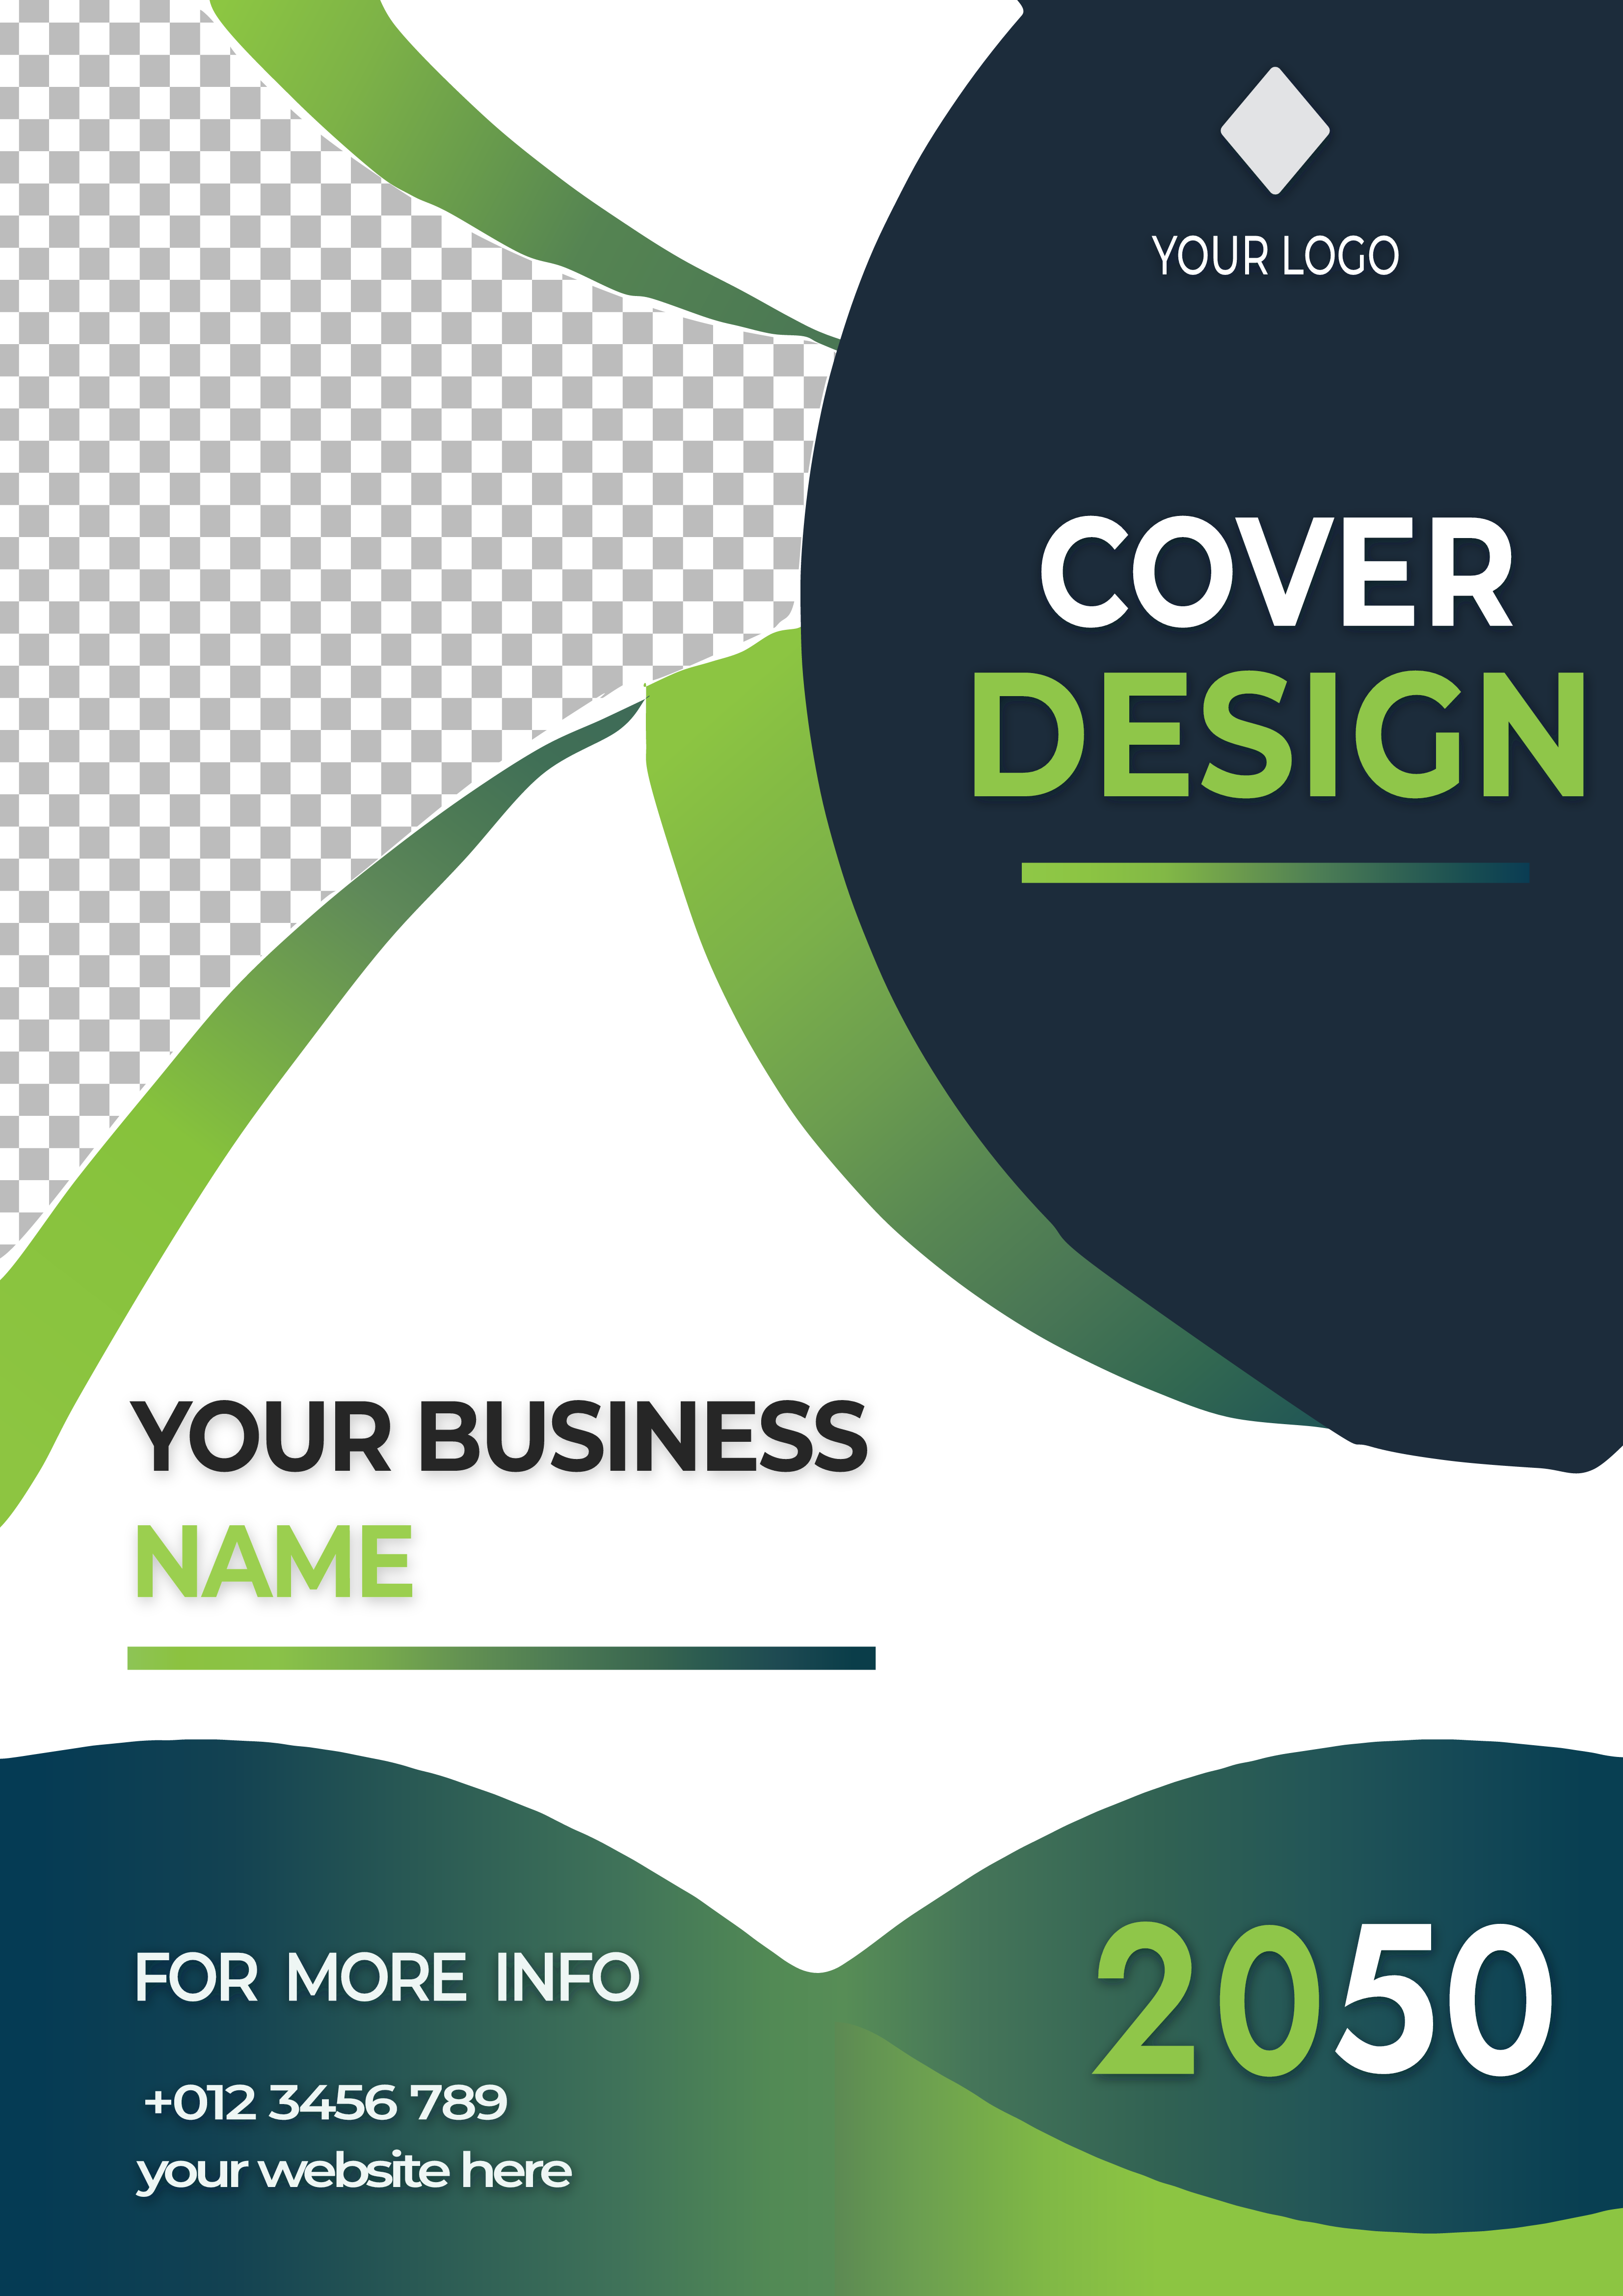 YOUR LOGO
COVER
DESIGN
YOUR BUSINESS
NAME
FOR MORE INFO
+012 3456 789
your website here
2050